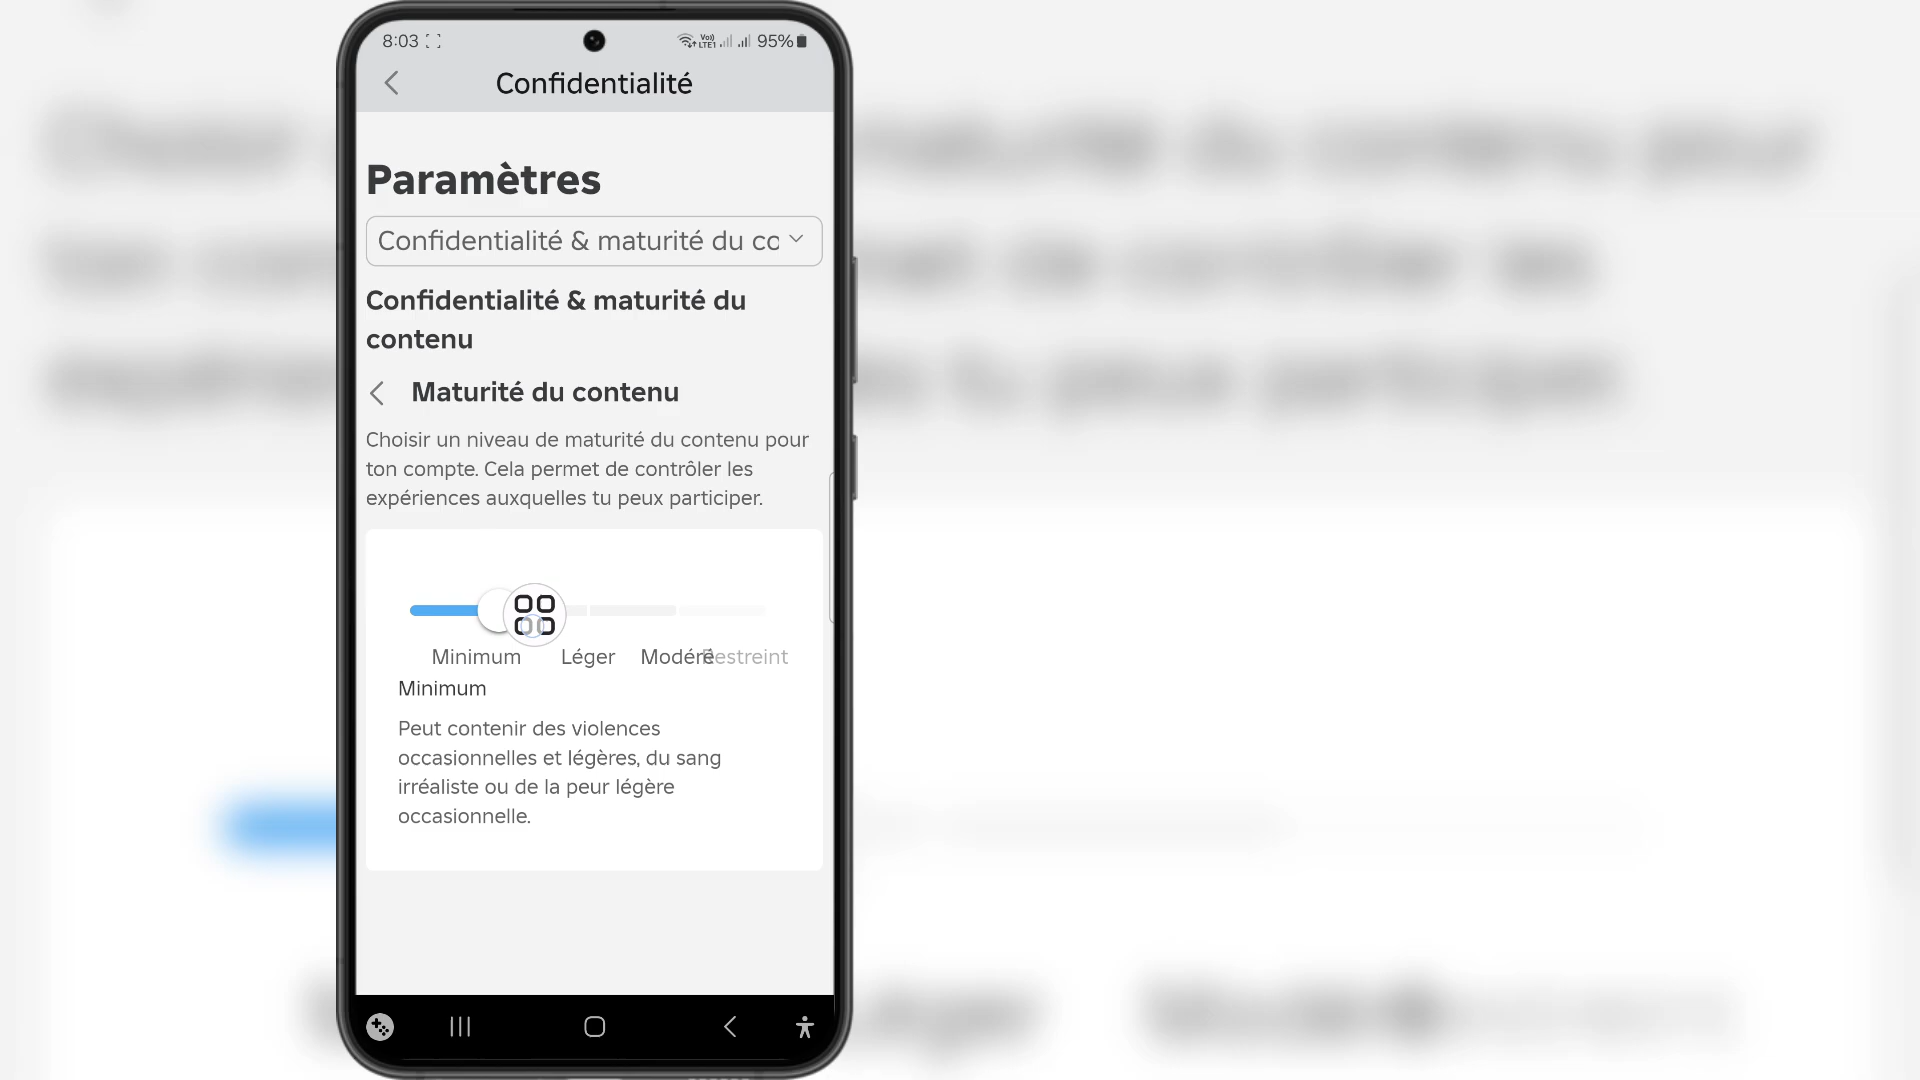 8:03
Vo)) LTE1 95%
Confidentialité
Paramètres
Confidentialité & maturité du co
Confidentialité & maturité du
contenu
Maturité du contenu
Choisir un niveau de maturité du contenu pour
ton compte. Cela permet de contrôler les
expériences auxquelles tu peux participer.
Minimum Léger Modéré Restreint
Minimum
Peut contenir des violences
occasionnelles et légères, du sang
irréaliste ou de la peur légère
occasionnelle.